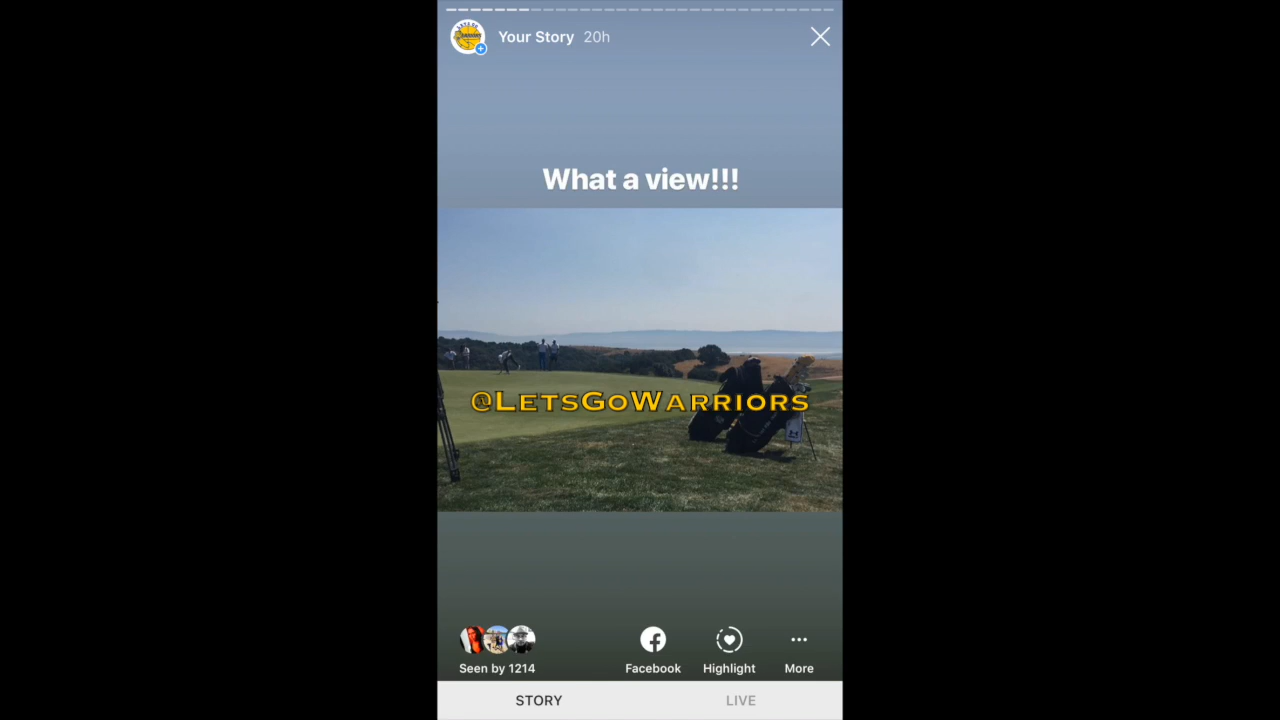 Your Story 20h
What a view!!!
@LETSGOWARRIORS
Seen by 1214
Facebook
Highlight
More
STORY
LIVE